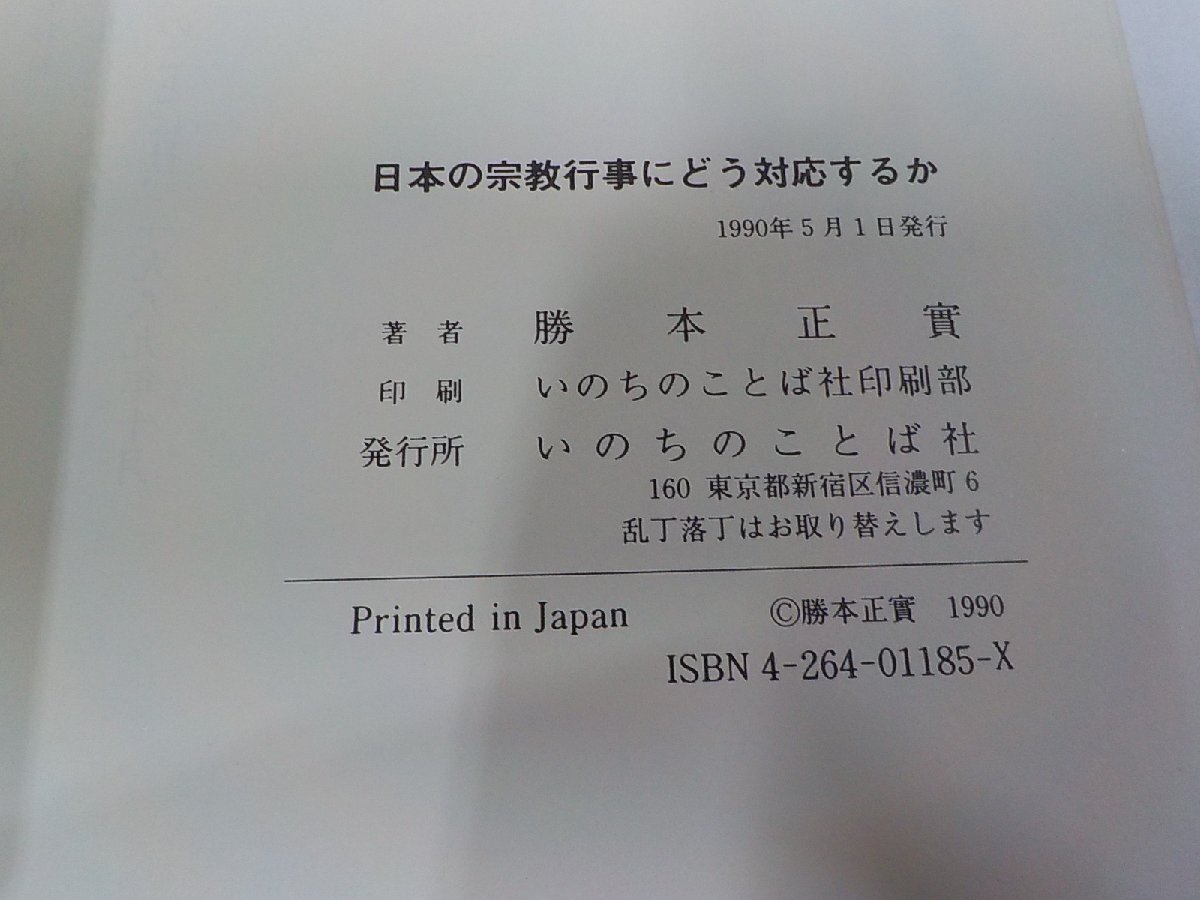 日本の宗教行事にどう対応するか
1990年5月1日発行
著者 勝本正實
印刷 いのちのことば社印刷部
発行所 いのちのことば社
160 東京都新宿区信濃町6
乱丁落丁はお取り替えします
Printed in Japan ©勝本正實 1990
ISBN 4-264-01185-X